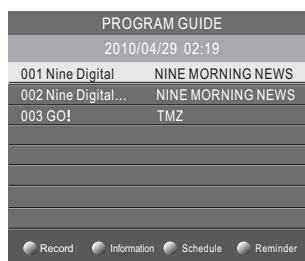 PROGRAM GUIDE
2010/04/29 02:19
001 Nine Digital NINE MORNING NEWS
002 Nine Digital... NINE MORNING NEWS
003 GO! TMZ
Record Information Schedule Reminder